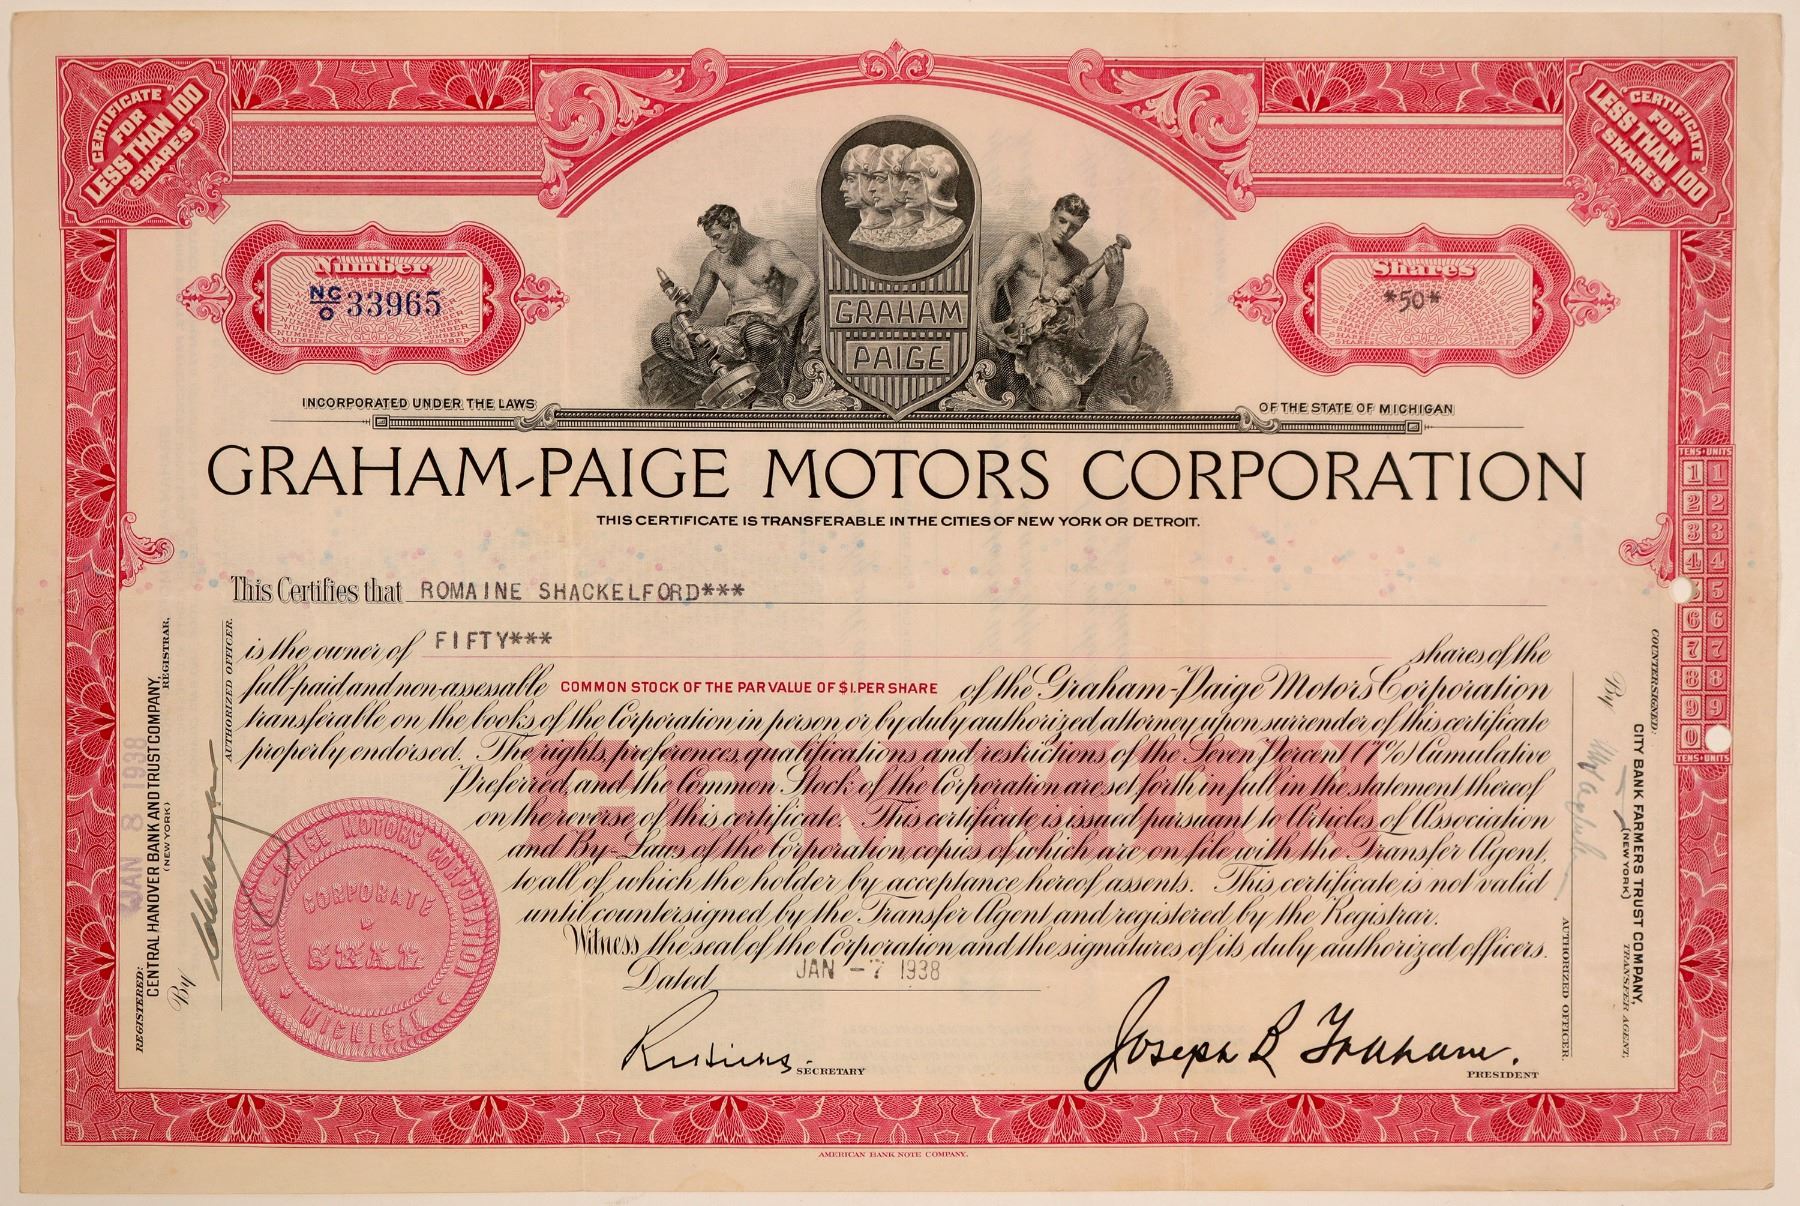 CERTIFICATE FOR LESS THAN 100 SHARES
CERTIFICATE FOR LESS THAN 100 SHARES
GRAHAM
PAIGE
Number
NC
O 33965
Shares
*50*
INCORPORATED UNDER THE LAWS
OF THE STATE OF MICHIGAN
GRAHAM-PAIGE MOTORS CORPORATION
THIS CERTIFICATE IS TRANSFERABLE IN THE CITIES OF NEW YORK OR DETROIT.
This Certifies that ROMAINE SHACKELFORD***
is the owner of FIFTY*** shares of the
full-paid and non-assessable COMMON STOCK OF THE PAR VALUE OF $1. PER SHARE of the Graham-Paige Motors Corporation
transferable on the books of the Corporation in person or by duly authorized attorney upon surrender of this certificate
properly endorsed. The rights, preferences, qualifications and restrictions of the Seven Percent (7%) Cumulative
Preferred, and the Common Stock of the Corporation are set forth in full in the statement thereof
on the reverse of this certificate. This certificate is issued pursuant to Articles of Association
and By-Laws of the Corporation copies of which are on file with the Transfer Agent,
to all of which the holder by acceptance hereof assents. This certificate is not valid
until countersigned by the Transfer Agent and registered by the Registrar.
Witness the seal of the Corporation and the signatures of its duly authorized officers.
Dated JAN -7 1938
COMMON
SECRETARY
Joseph B Graham.
PRESIDENT
GRAHAM-PAIGE MOTORS CORPORATION
CORPORATE
SEAL
MICHIGAN
REGISTERED:
CENTRAL HANOVER BANK AND TRUST COMPANY,
(NEW YORK)
REGISTRAR,
By
AUTHORIZED OFFICER.
JAN 8 1938
COUNTERSIGNED:
CITY BANK FARMERS TRUST COMPANY,
(NEW YORK)
TRANSFER AGENT.
By
AUTHORIZED OFFICER.
TENS UNITS
1 1
2 2
3 3
4 4
5 5
6 6
7 7
8 8
9 9
0
TENS UNITS
AMERICAN BANK NOTE COMPANY.